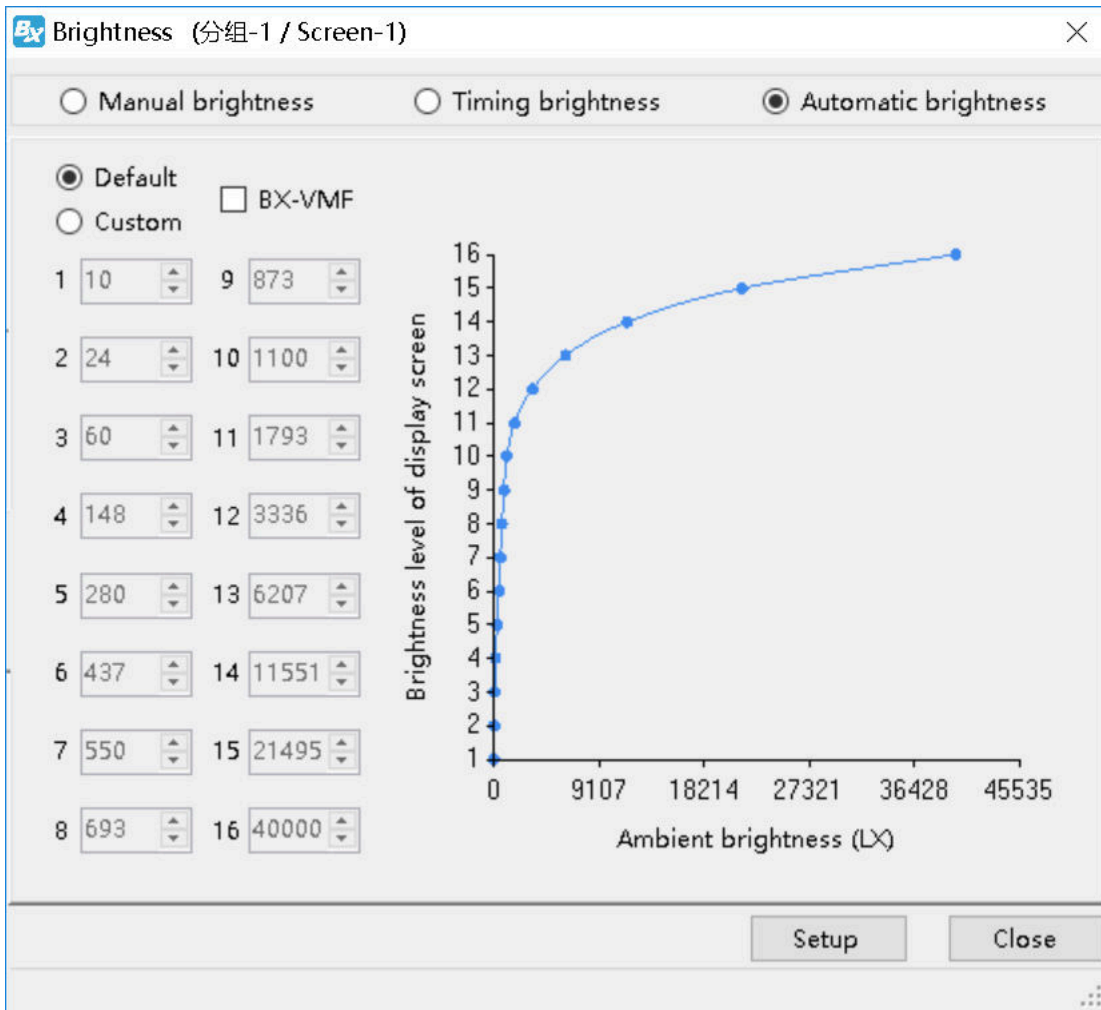 BX Brightness (分组-1 / Screen-1)
Manual brightness Timing brightness Automatic brightness
Default
BX-VMF
Custom
1 10 9 873
2 24 10 1100
3 60 11 1793
4 148 12 3336
5 280 13 6207
6 437 14 11551
7 550 15 21495
8 693 16 40000
Brightness level of display screen
16
15
14
13
12
11
10
9
8
7
6
5
4
3
2
1
0 9107 18214 27321 36428 45535
Ambient brightness (LX)
Setup Close